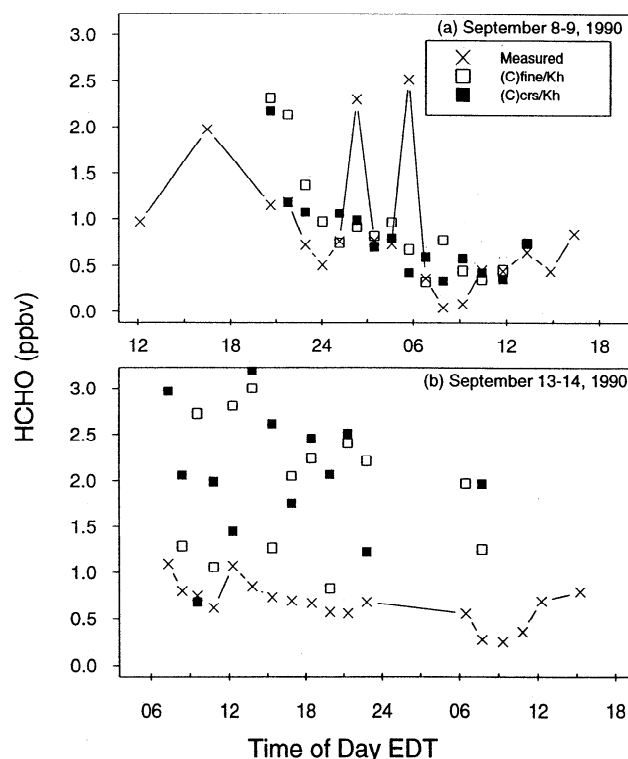 (a) September 8-9, 1990
Measured
(C)fine/Kh
(C)crs/Kh
3.0
2.5
2.0
1.5
1.0
0.5
0.0
12 18 24 06 12 18
HCHO (ppbv)
(b) September 13-14, 1990
3.0
2.5
2.0
1.5
1.0
0.5
0.0
06 12 18 24 06 12 18
Time of Day EDT